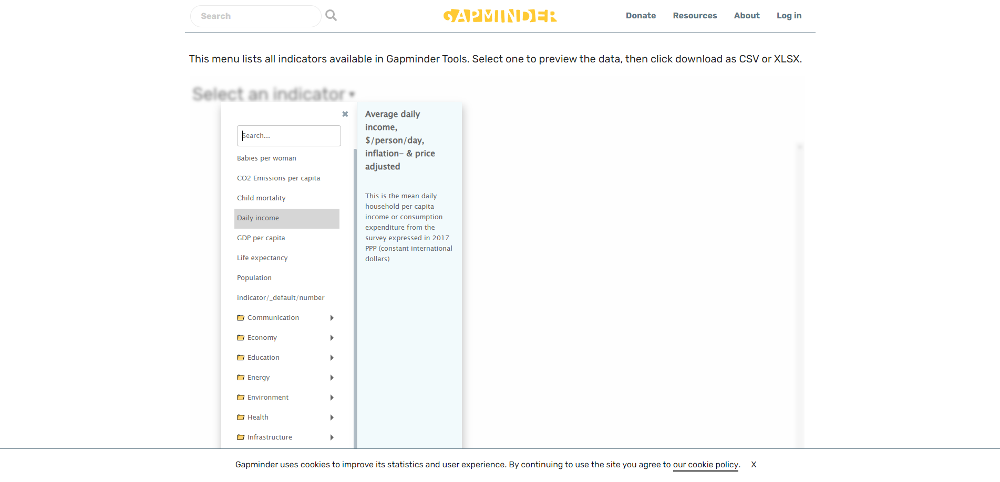 Search
GAPMINDER
Donate
Resources
About
Log in
This menu lists all indicators available in Gapminder Tools. Select one to preview the data, then click download as CSV or XLSX.
Select an indicator
Search...
Babies per woman
CO2 Emissions per capita
Child mortality
Daily income
GDP per capita
Life expectancy
Population
indicator/_default/number
Communication
Economy
Education
Energy
Environment
Health
Infrastructure
Average daily
income,
$/person/day,
inflation- & price
adjusted
This is the mean daily
household per capita
income or consumption
expenditure from the
survey expressed in 2017
PPP (constant international
dollars)
Gapminder uses cookies to improve its statistics and user experience. By continuing to use the site you agree to our cookie policy. X